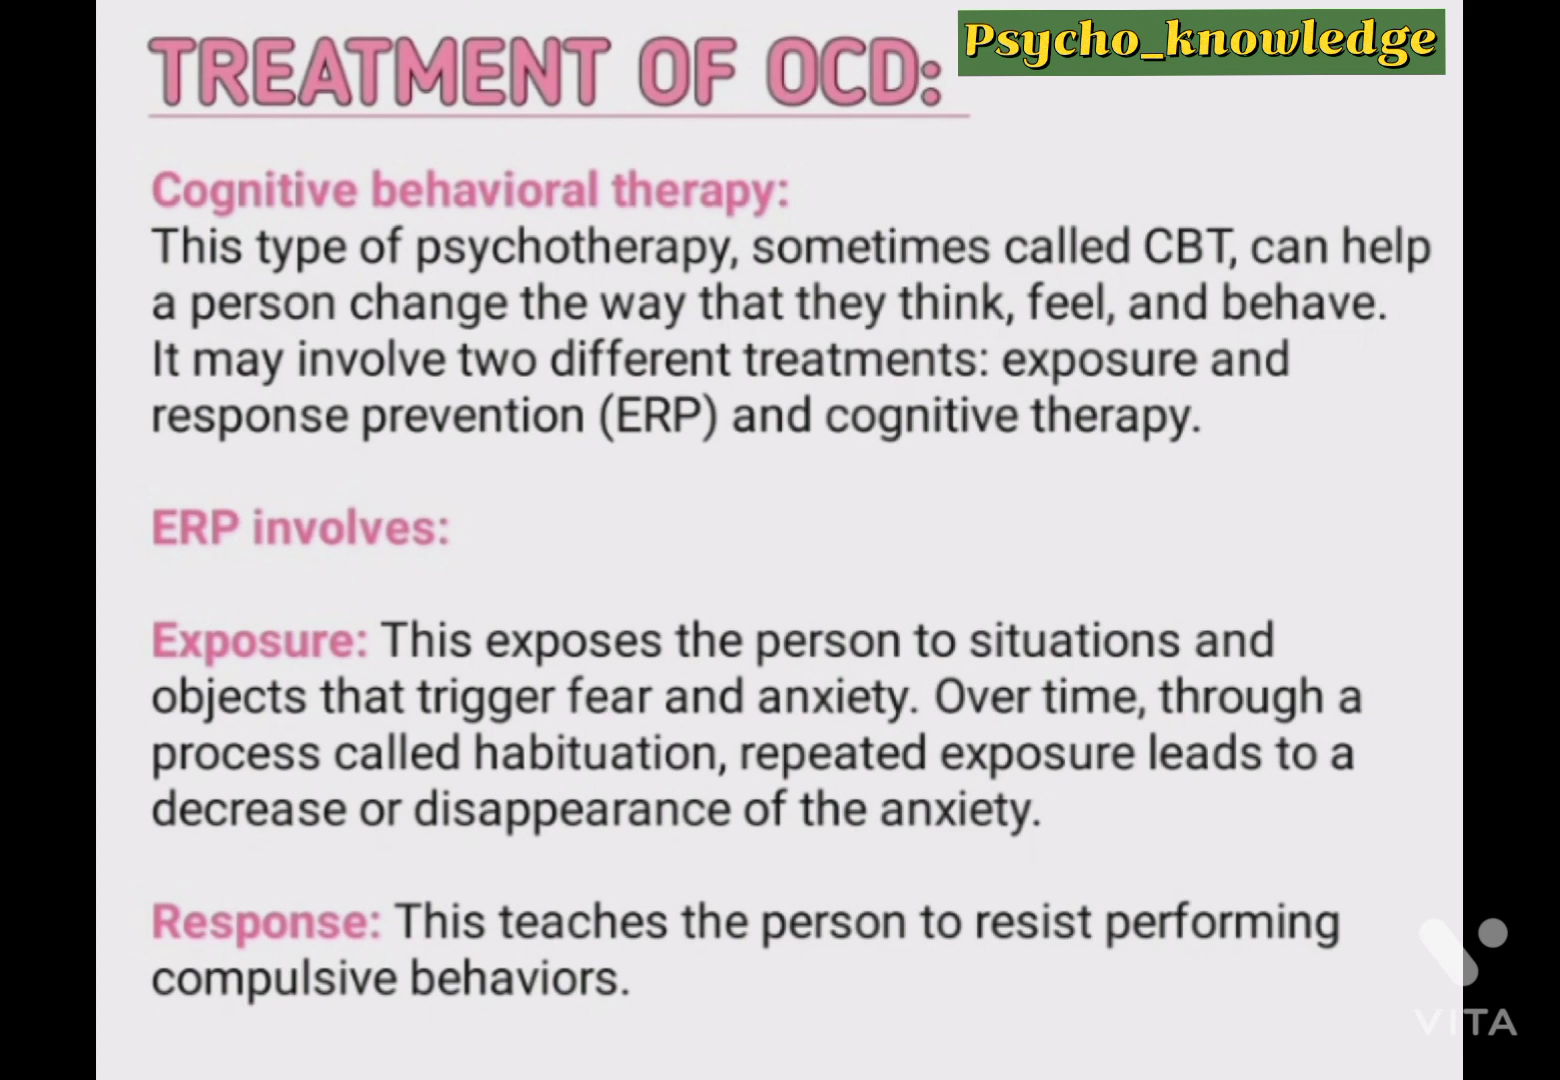 TREATMENT OF OCD:
Psycho_knowledge
Cognitive behavioral therapy:
This type of psychotherapy, sometimes called CBT, can help
a person change the way that they think, feel, and behave.
It may involve two different treatments: exposure and
response prevention (ERP) and cognitive therapy.
ERP involves:
Exposure: This exposes the person to situations and
objects that trigger fear and anxiety. Over time, through a
process called habituation, repeated exposure leads to a
decrease or disappearance of the anxiety.
Response: This teaches the person to resist performing
compulsive behaviors.
VITA